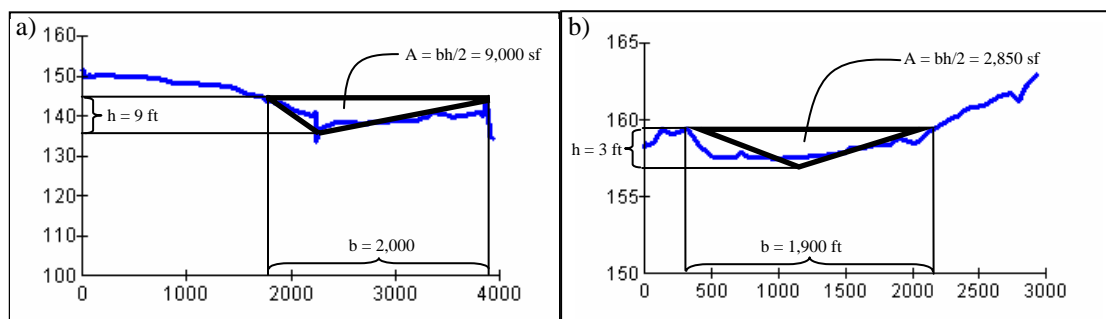 a)
160
150
140
130
120
110
100
0
1000
2000
3000
4000
h = 9 ft
A = bh/2 = 9,000 sf
b = 2,000
b)
165
160
155
150
0
500
1000
1500
2000
2500
3000
h = 3 ft
A = bh/2 = 2,850 sf
b = 1,900 ft